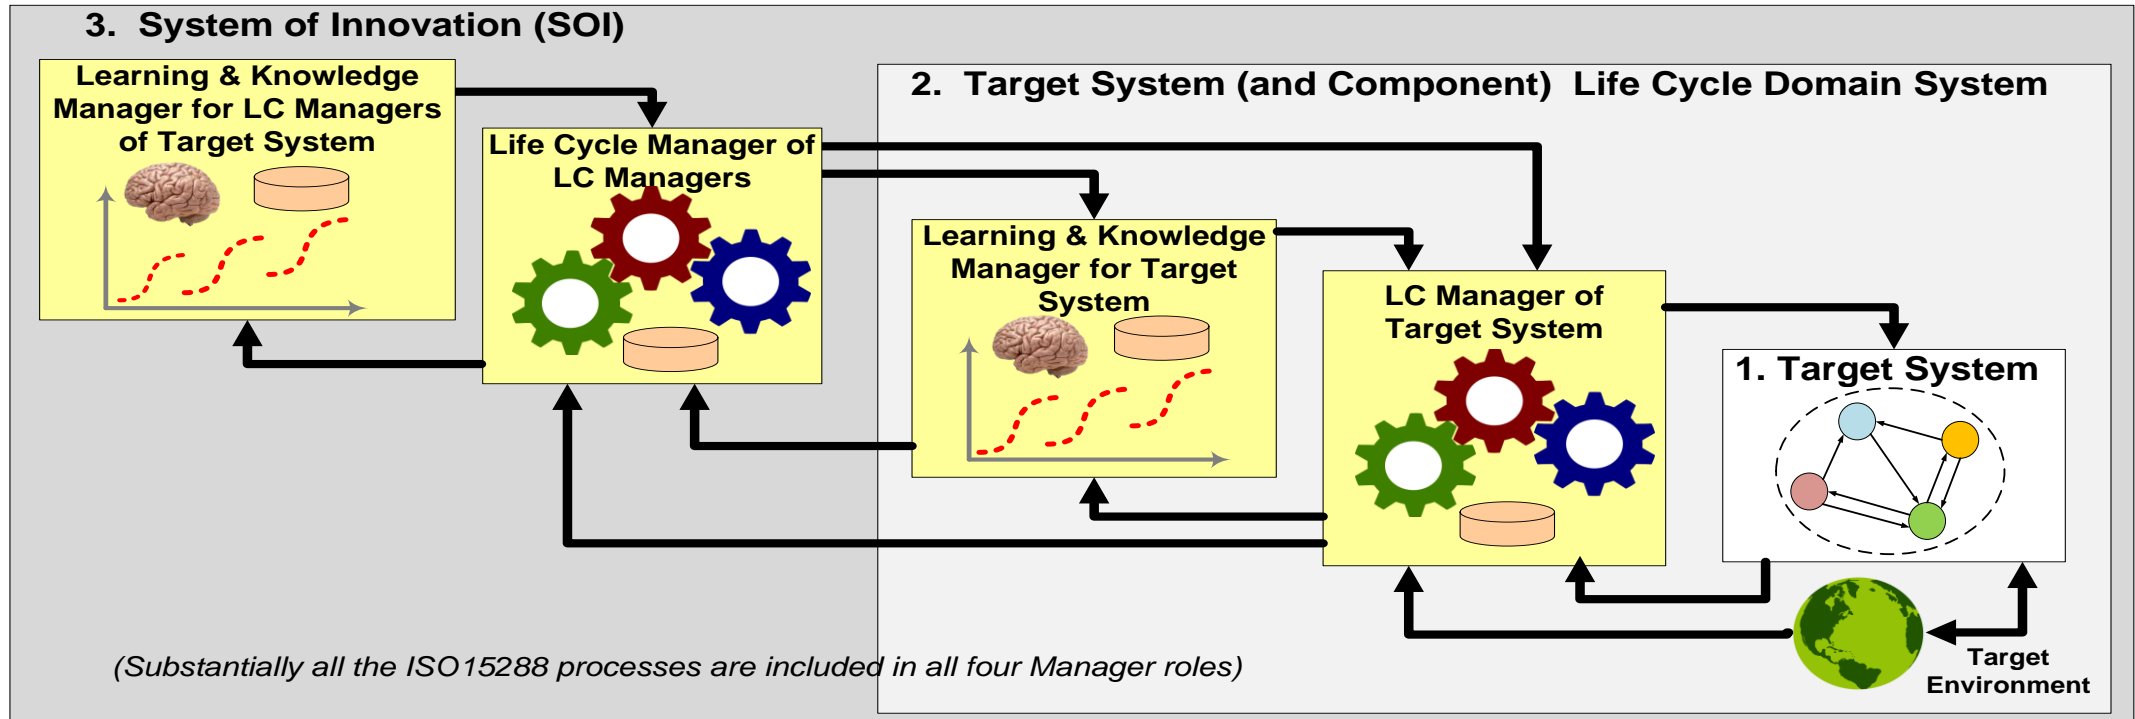 3.  System of Innovation (SOI)
Learning & Knowledge
Manager for LC Managers
of Target System
2.  Target System (and Component)  Life Cycle Domain System
Life Cycle Manager of
LC Managers
Learning & Knowledge
Manager for Target
System
LC Manager of
Target System
1. Target System
(Substantially all the ISO15288 processes are included in all four Manager roles)
Target
Environment